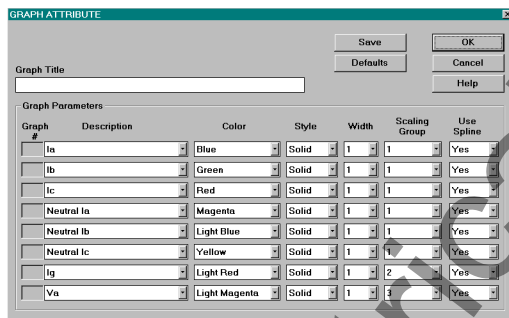 GRAPH ATTRIBUTE
Save OK
Defaults Cancel
Graph Title Help
Graph Parameters
Graph # Description Color Style Width Scaling Group Use Spline
Ia Blue Solid 1 1 Yes
Ib Green Solid 1 1 Yes
Ic Red Solid 1 1 Yes
Neutral Ia Magenta Solid 1 1 Yes
Neutral Ib Light Blue Solid 1 1 Yes
Neutral Ic Yellow Solid 1 1 Yes
Ig Light Red Solid 1 2 Yes
Va Light Magenta Solid 1 3 Yes